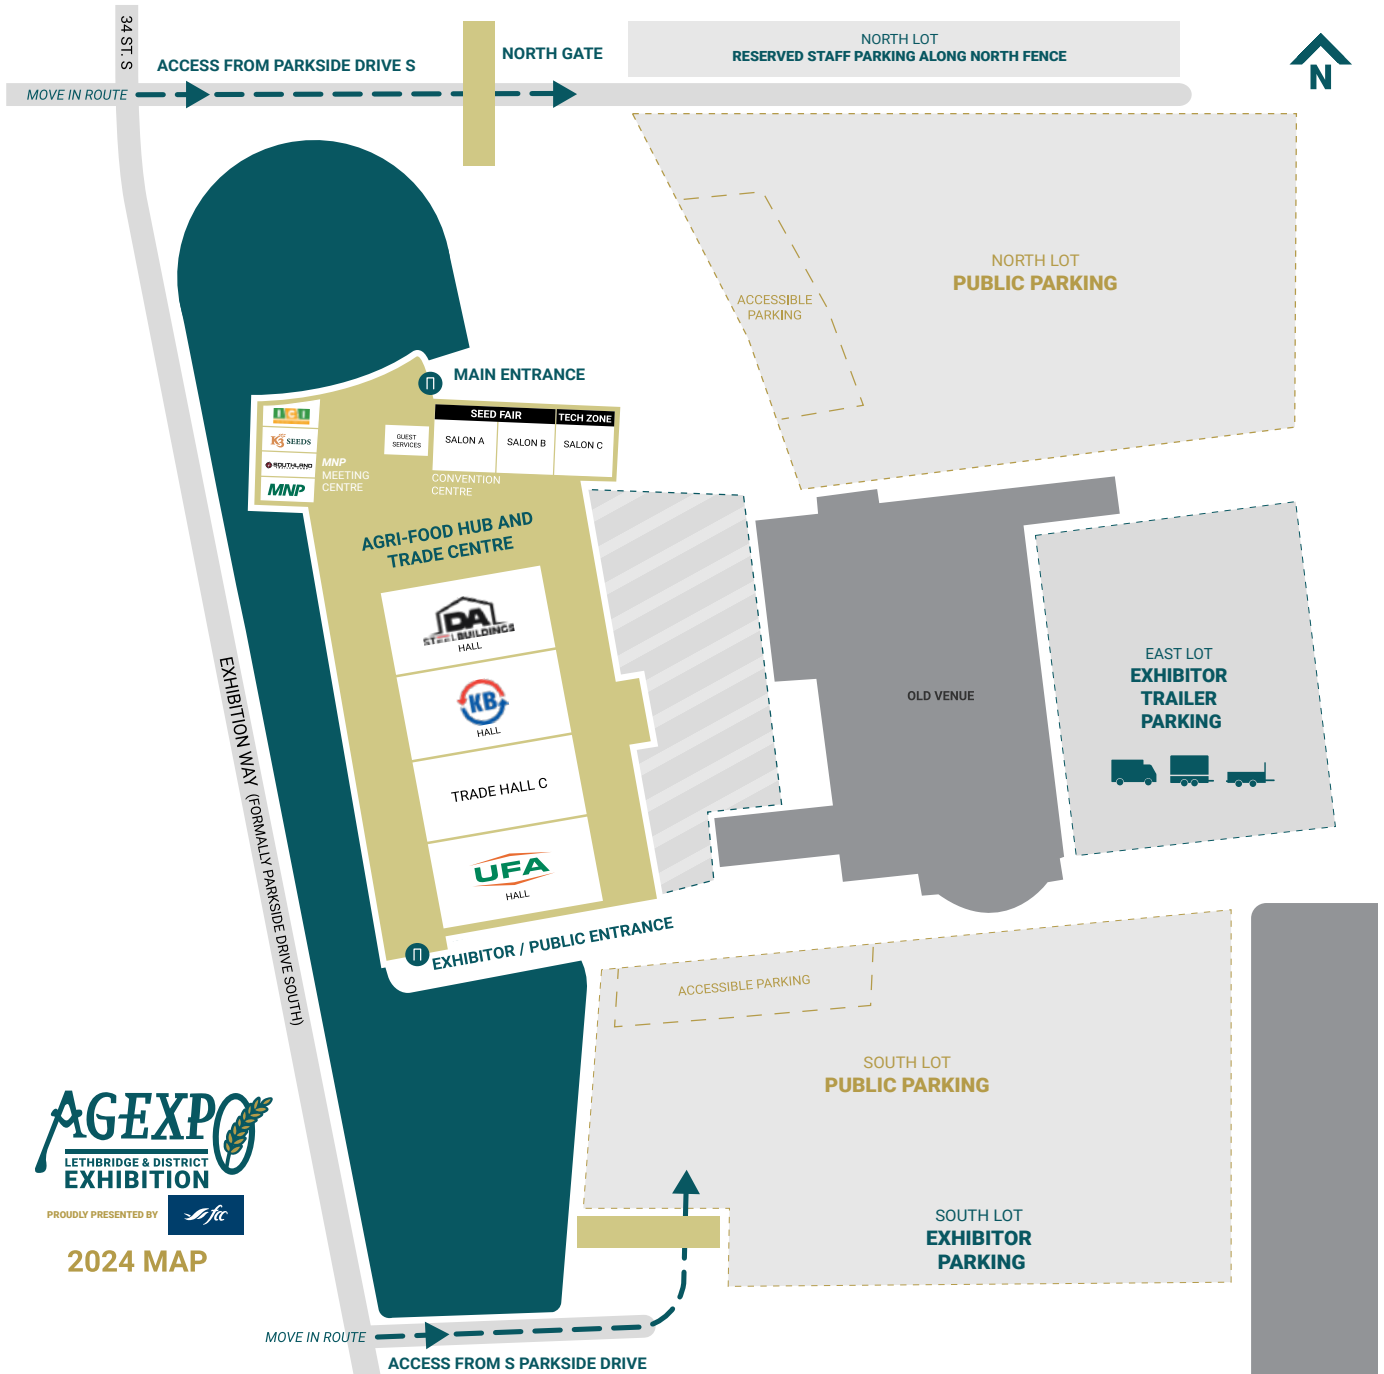 34 ST. S
ACCESS FROM PARKSIDE DRIVE S
NORTH GATE
NORTH LOT
RESERVED STAFF PARKING ALONG NORTH FENCE
N
MOVE IN ROUTE
NORTH LOT
PUBLIC PARKING
ACCESSIBLE
PARKING
MAIN ENTRANCE
SEED FAIR
TECH ZONE
K3 SEEDS
SOUTHLAND
MNP
MNP
MEETING
CENTRE
GUEST
SERVICES
SALON A
SALON B
SALON C
CONVENTION
CENTRE
AGRI-FOOD HUB AND
TRADE CENTRE
DA
STEEL BUILDINGS
HALL
KB
HALL
TRADE HALL C
UFA
HALL
OLD VENUE
EAST LOT
EXHIBITOR
TRAILER
PARKING
EXHIBITION WAY (FORMALLY PARKSIDE DRIVE SOUTH)
EXHIBITOR / PUBLIC ENTRANCE
ACCESSIBLE PARKING
SOUTH LOT
PUBLIC PARKING
SOUTH LOT
EXHIBITOR
PARKING
AGEXPO
LETHBRIDGE & DISTRICT
EXHIBITION
PROUDLY PRESENTED BY
fcc
2024 MAP
MOVE IN ROUTE
ACCESS FROM S PARKSIDE DRIVE